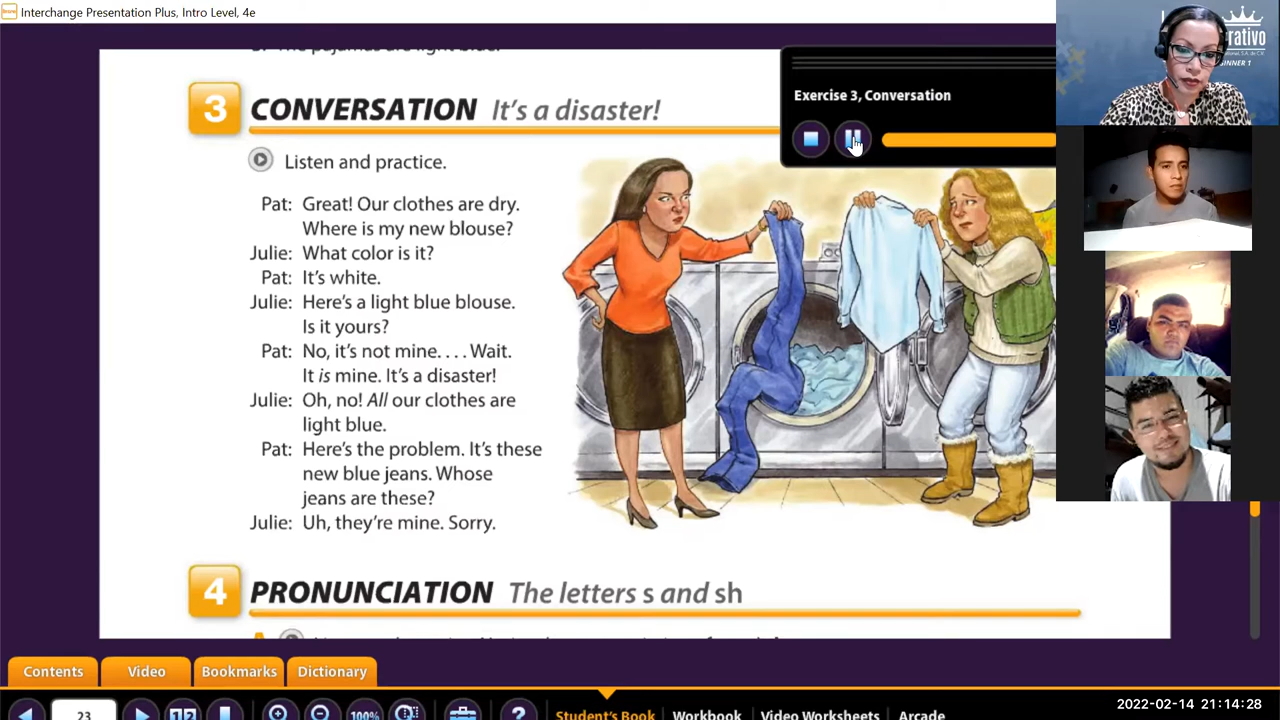 Interchange Presentation Plus, Intro Level, 4e
3 CONVERSATION It's a disaster!
Listen and practice.
Pat: Great! Our clothes are dry.
Where is my new blouse?
Julie: What color is it?
Pat: It's white.
Julie: Here's a light blue blouse.
Is it yours?
Pat: No, it's not mine. . . . Wait.
It is mine. It's a disaster!
Julie: Oh, no! All our clothes are
light blue.
Pat: Here's the problem. It's these
new blue jeans. Whose
jeans are these?
Julie: Uh, they're mine. Sorry.
Exercise 3, Conversation
4 PRONUNCIATION The letters s and sh
Contents Video Bookmarks Dictionary
23
100%
?
Student's Book Workbook Video Worksheets Arcade
2022-02-14 21:14:28